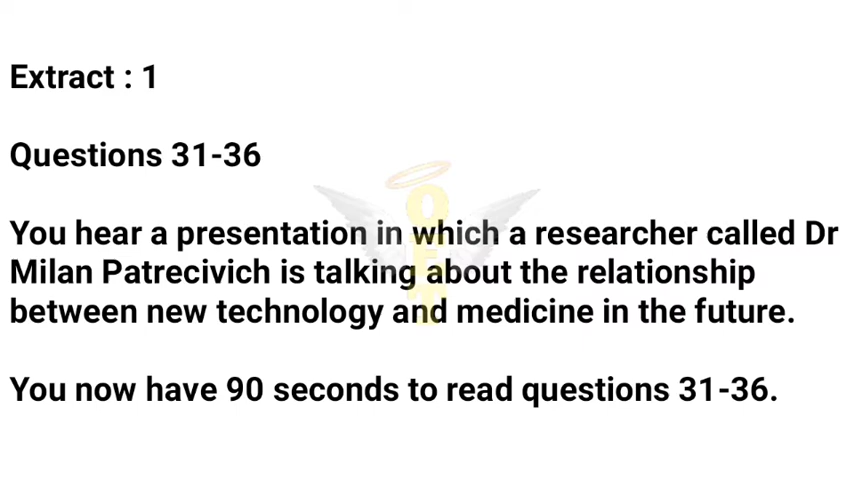 Extract : 1
Questions 31-36
You hear a presentation in which a researcher called Dr
Milan Patrecivich is talking about the relationship
between new technology and medicine in the future.
You now have 90 seconds to read questions 31-36.
OET